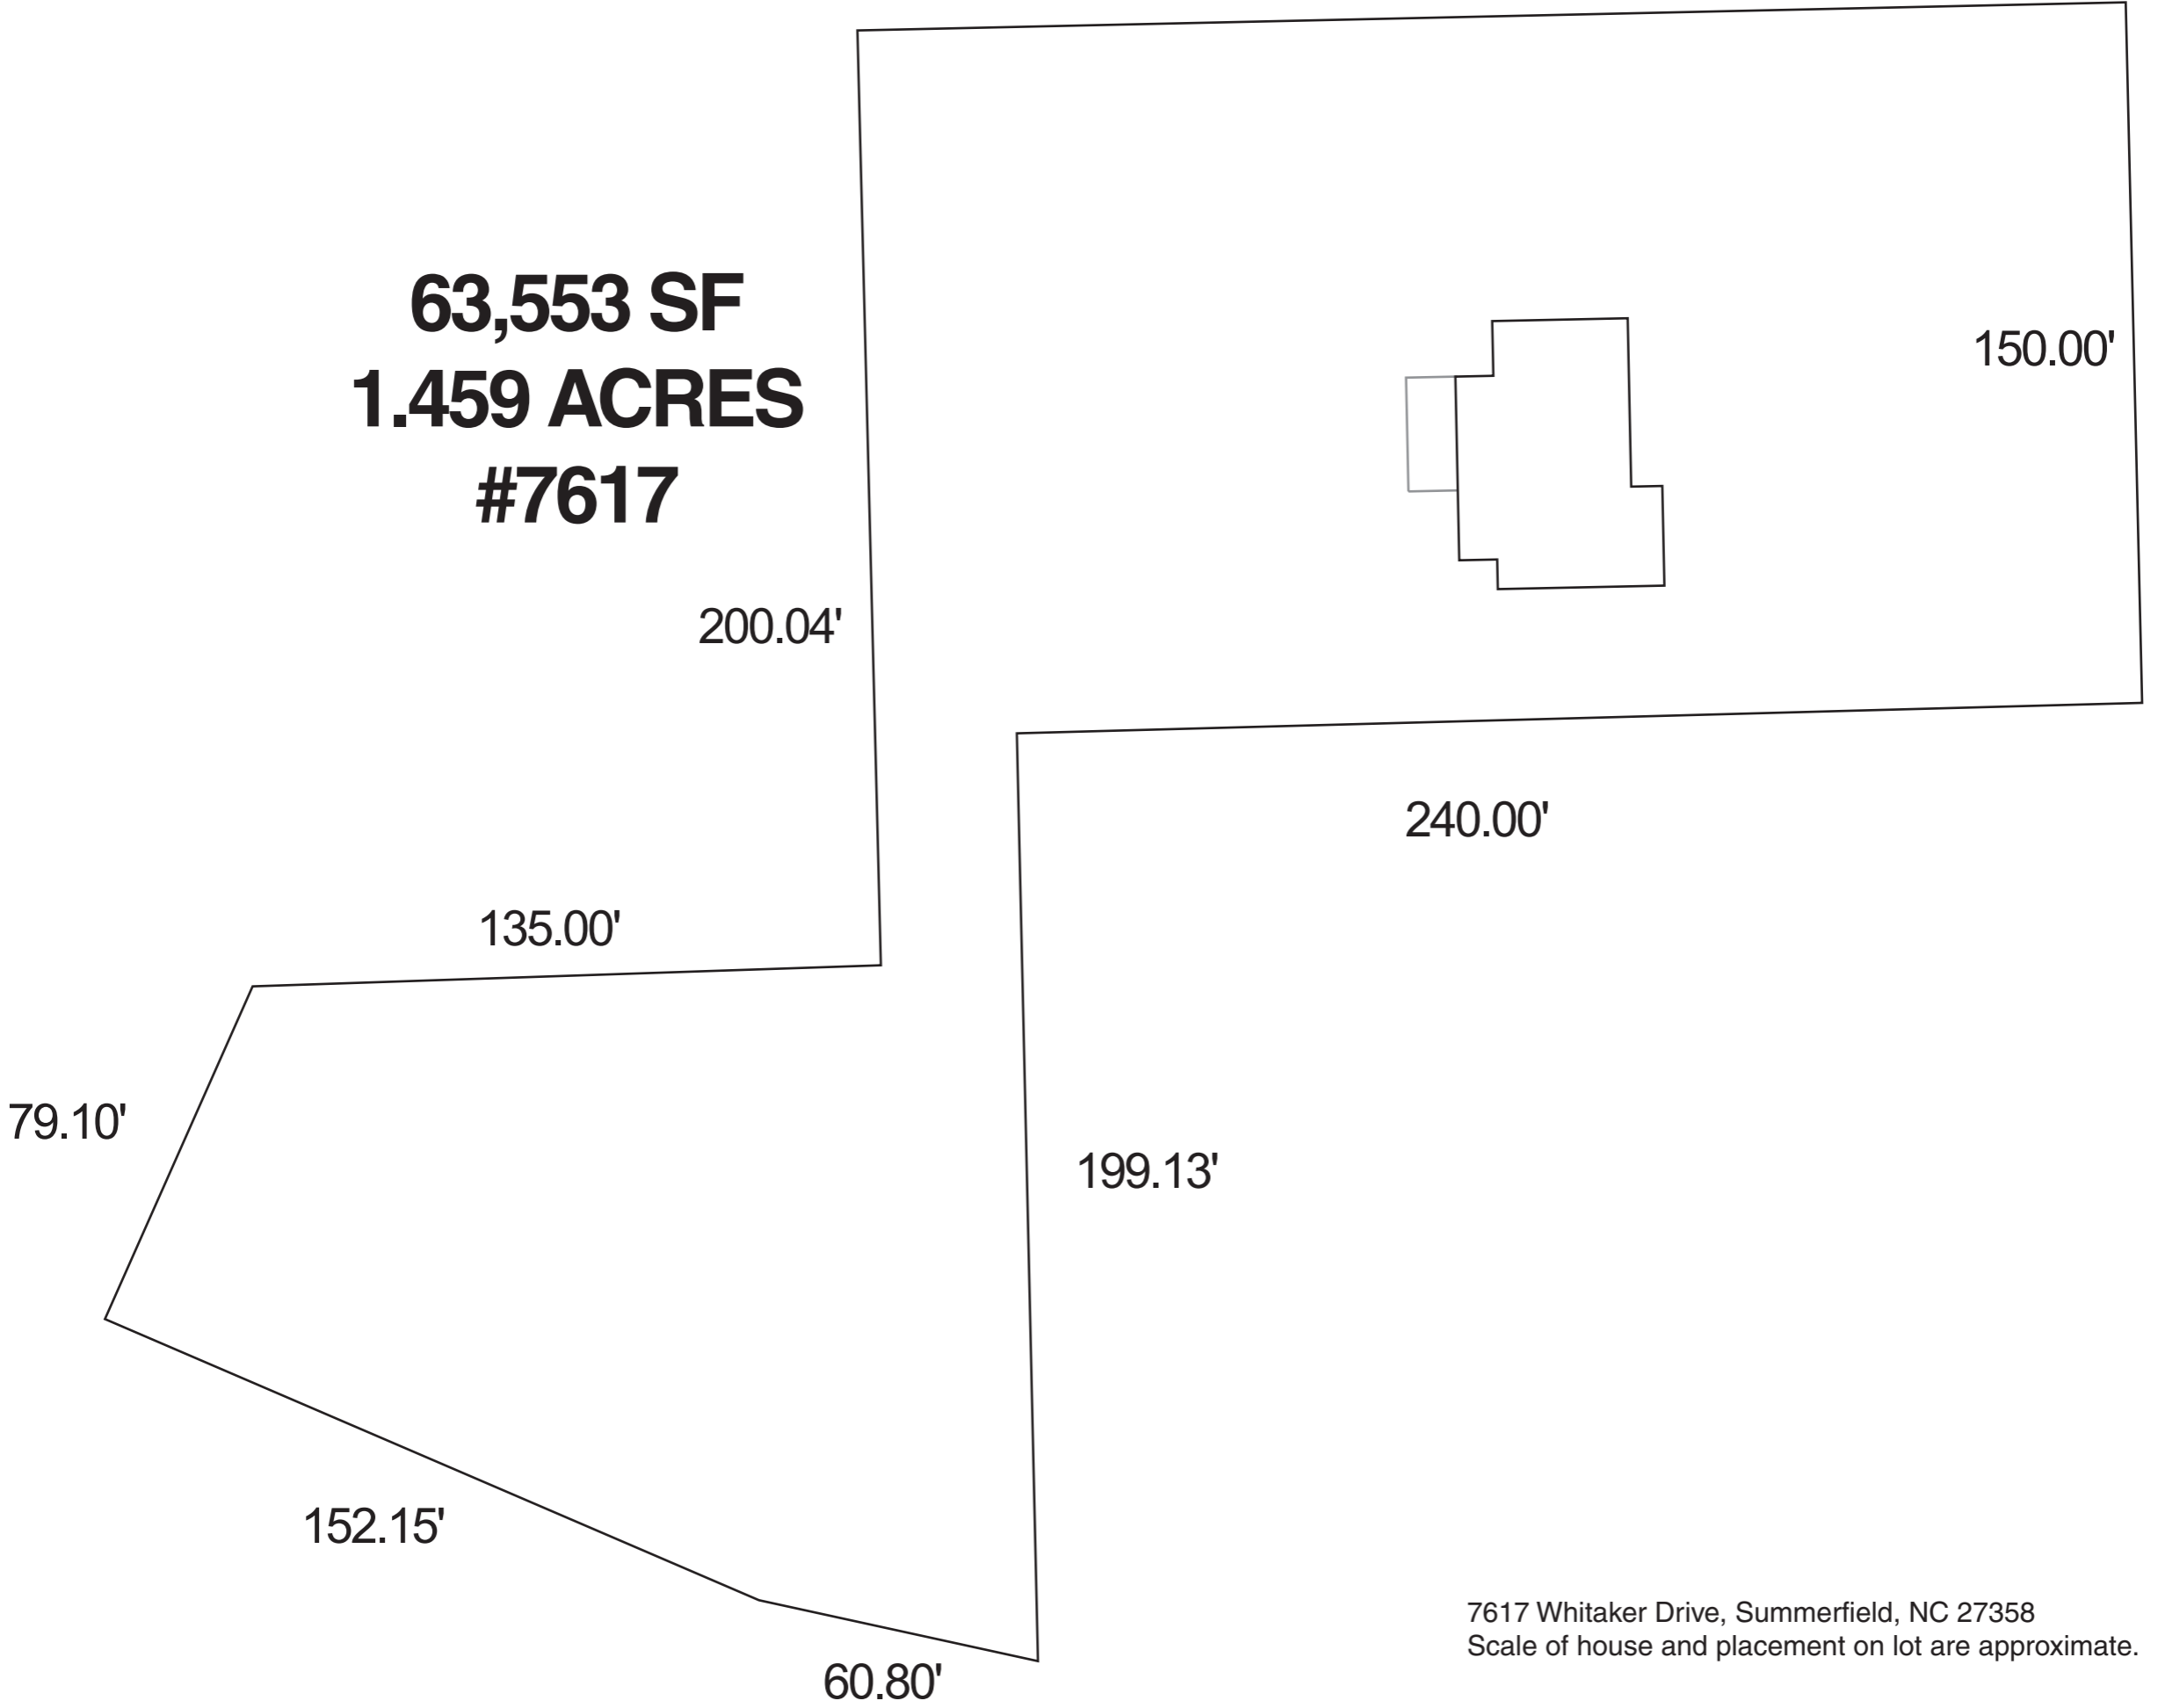 63,553 SF
1.459 ACRES
#7617
150.00'
200.04'
240.00'
135.00'
79.10'
199.13'
152.15'
60.80'
7617 Whitaker Drive, Summerfield, NC 27358
Scale of house and placement on lot are approximate.